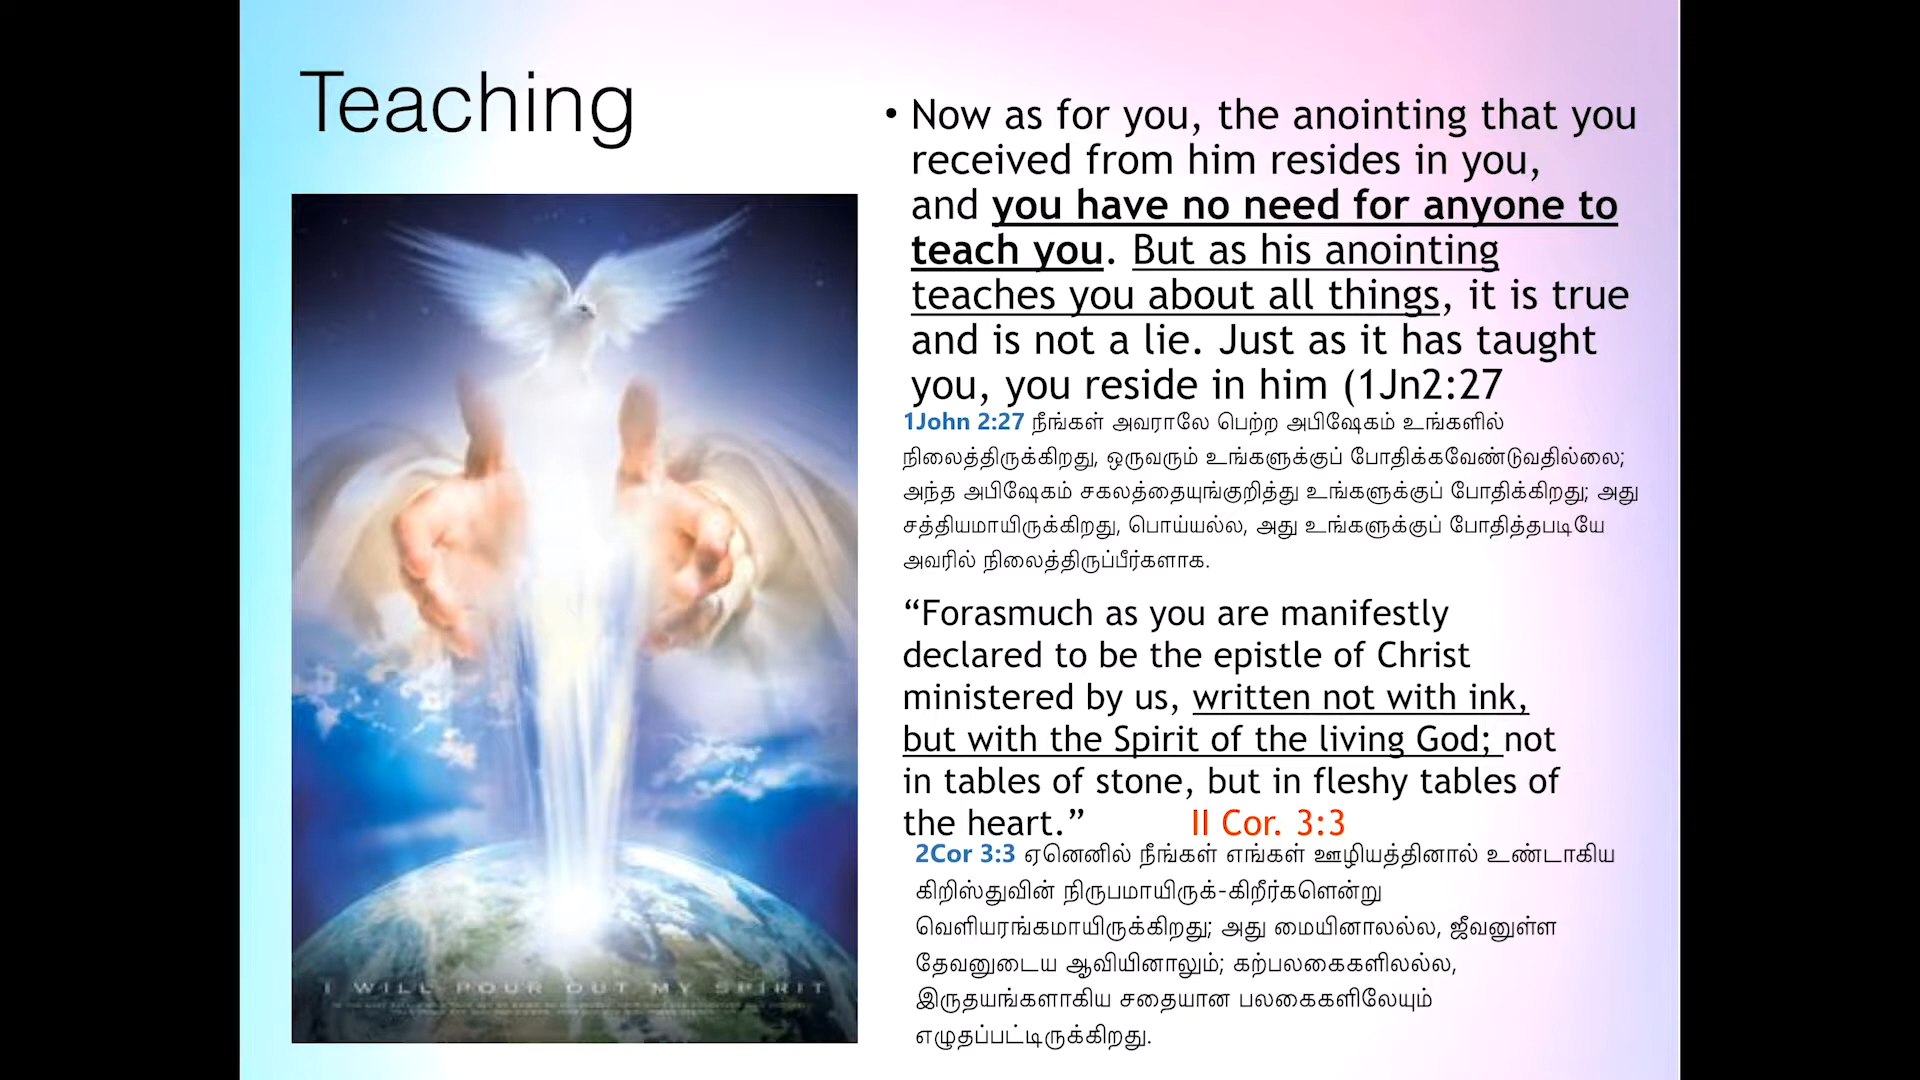 Teaching
• Now as for you, the anointing that you
received from him resides in you,
and you have no need for anyone to
teach you. But as his anointing
teaches you about all things, it is true
and is not a lie. Just as it has taught
you, you reside in him (1Jn2:27
1John 2:27 நீங்கள் அவராலே பெற்ற அபிஷேகம் உங்களில்
நிலைத்திருக்கிறது, ஒருவரும் உங்களுக்குப் போதிக்கவேண்டுவதில்லை;
அந்த அபிஷேகம் சகலத்தையுங்குறித்து உங்களுக்குப் போதிக்கிறது; அது
சத்தியமாயிருக்கிறது, பொய்யல்ல, அது உங்களுக்குப் போதித்தபடியே
அவரில் நிலைத்திருப்பீர்களாக.
“Forasmuch as you are manifestly
declared to be the epistle of Christ
ministered by us, written not with ink,
but with the Spirit of the living God; not
in tables of stone, but in fleshy tables of
the heart.” II Cor. 3:3
2Cor 3:3 ஏனெனில் நீங்கள் எங்கள் ஊழியத்தினால் உண்டாகிய
கிறிஸ்துவின் நிருபமாயிருக்-கிறீர்களென்று
வெளியரங்கமாயிருக்கிறது; அது மையினாலல்ல, ஜீவனுள்ள
தேவனுடைய ஆவியினாலும்; கற்பலகைகளிலல்ல,
இருதயங்களாகிய சதையான பலகைகளிலேயும்
எழுதப்பட்டிருக்கிறது.
I WILL POUR OUT MY SPIRIT